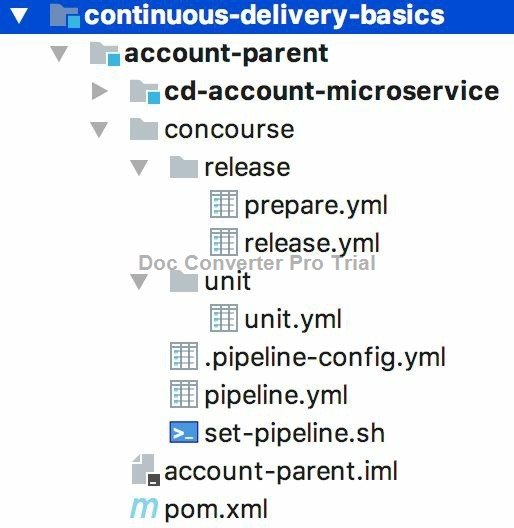 continuous-delivery-basics
account-parent
cd-account-microservice
concourse
release
prepare.yml
release.yml
Doc Converter Pro Trial
unit
unit.yml
.pipeline-config.yml
pipeline.yml
set-pipeline.sh
account-parent.iml
m pom.xml